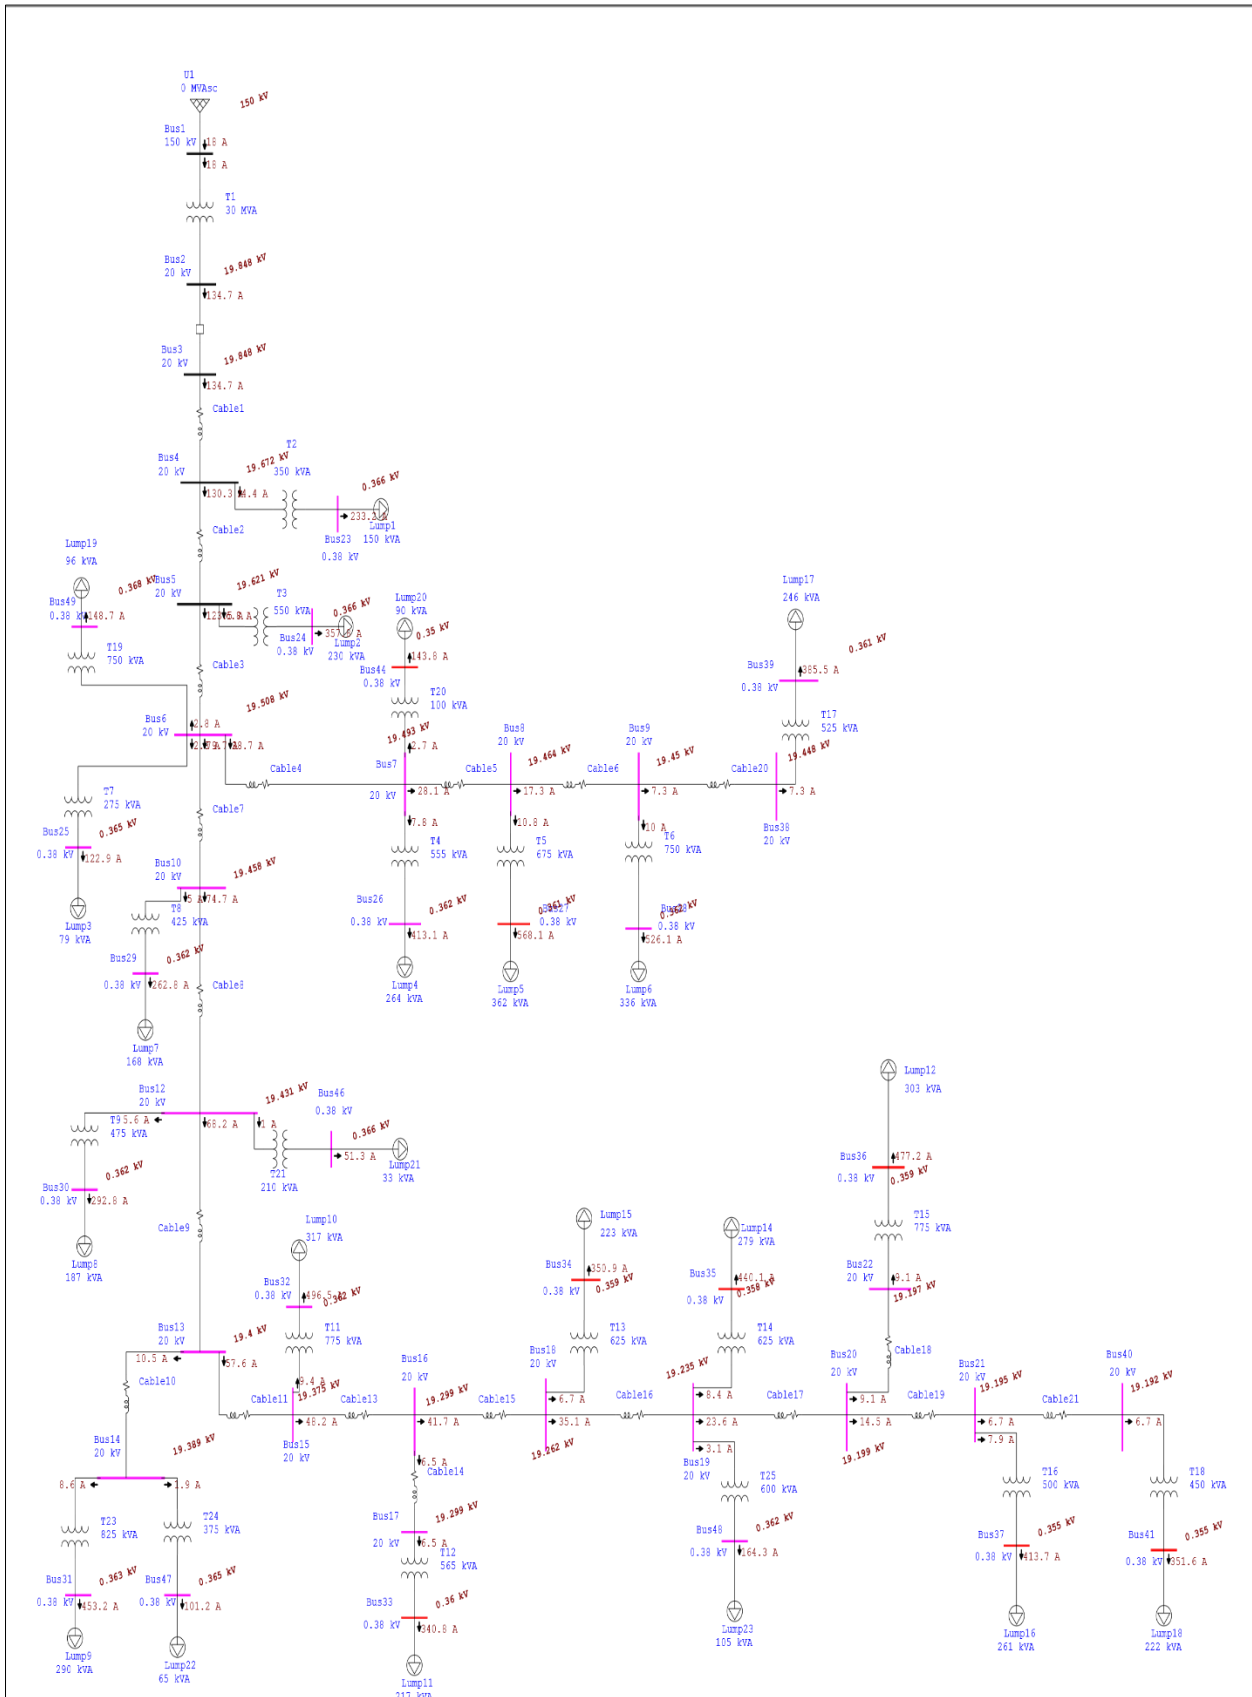 U1
0 MVAsc
150 kV
Bus1
150 kV
18 A
18 A
T1
30 MVA
Bus2
20 kV
19.848 kV
134.7 A
Bus3
20 kV
19.848 kV
134.7 A
Cable1
Bus4
20 kV
19.672 kV
130.3
4.4 A
T2
350 kVA
0.366 kV
233.2
Bus23
0.38 kV
Lump1
150 kVA
Cable2
Lump19
96 kVA
0.368 kV
Bus49
0.38 kV
148.7 A
T19
750 kVA
Bus5
20 kV
19.621 kV
T3
550 kVA
0.366 kV
Bus24
0.38 kV
Lump2
230 kVA
Cable3
Bus6
20 kV
19.508 kV
2.8 A
T7
275 kVA
Bus25
0.38 kV
0.365 kV
122.9 A
Lump3
79 kVA
Cable4
Lump20
90 kVA
0.35 kV
143.8 A
Bus44
0.38 kV
T20
100 kVA
19.493 kV
2.7 A
Bus7
20 kV
28.1 A
7.8 A
T4
555 kVA
Bus26
0.38 kV
0.362 kV
413.1 A
Lump4
264 kVA
Cable5
Bus8
20 kV
19.464 kV
17.3 A
10.8 A
T5
675 kVA
0.361 kV
Bus27
0.38 kV
568.1 A
Lump5
362 kVA
Cable6
Bus9
20 kV
19.45 kV
7.3 A
10 A
T6
750 kVA
0.362 kV
0.38 kV
526.1 A
Lump6
336 kVA
Cable20
Lump17
246 kVA
0.361 kV
385.5 A
Bus39
0.38 kV
T17
525 kVA
19.448 kV
7.3 A
Bus38
20 kV
Cable7
Bus10
20 kV
19.458 kV
5 A
74.7 A
T8
425 kVA
Bus29
0.38 kV
0.362 kV
262.8 A
Lump7
168 kVA
Cable8
Bus12
20 kV
19.431 kV
5.6 A
68.2 A
1 A
T9
475 kVA
Bus30
0.38 kV
0.362 kV
292.8 A
Lump8
187 kVA
T21
210 kVA
Bus46
0.38 kV
0.366 kV
51.3 A
Lump21
33 kVA
Cable9
Bus13
20 kV
19.4 kV
10.5 A
57.6 A
Cable10
Bus14
20 kV
19.389 kV
8.6 A
1.9 A
T23
825 kVA
T24
375 kVA
Bus31
0.38 kV
0.363 kV
453.2 A
Lump9
290 kVA
Bus47
0.38 kV
0.365 kV
101.2 A
Lump22
65 kVA
Cable11
Lump10
317 kVA
Bus32
0.38 kV
496.5
0.362 kV
T11
775 kVA
9.4 A
19.375 kV
48.2 A
Bus15
20 kV
Cable13
Bus16
20 kV
19.299 kV
41.7 A
6.5 A
Cable14
Bus17
20 kV
19.299 kV
6.5 A
T12
565 kVA
Bus33
0.38 kV
0.36 kV
340.8 A
Lump11
217 kVA
Cable15
Lump15
223 kVA
Bus34
0.38 kV
350.9 A
0.359 kV
T13
625 kVA
Bus18
20 kV
6.7 A
35.1 A
19.262 kV
Cable16
Lump14
279 kVA
Bus35
0.38 kV
440.1
0.358 kV
T14
625 kVA
19.235 kV
8.4 A
23.6 A
3.1 A
Bus19
20 kV
T25
600 kVA
Bus48
0.38 kV
0.362 kV
164.3 A
Lump23
105 kVA
Cable17
Lump12
303 kVA
Bus36
0.38 kV
477.2 A
0.359 kV
T15
775 kVA
Bus22
20 kV
9.1 A
19.197 kV
Cable18
Bus20
20 kV
9.1 A
14.5 A
19.199 kV
Cable19
Bus21
20 kV
19.195 kV
6.7 A
7.9 A
T16
500 kVA
Bus37
0.38 kV
0.355 kV
413.7 A
Lump16
261 kVA
Cable21
Bus40
20 kV
19.192 kV
6.7 A
T18
450 kVA
Bus41
0.38 kV
0.355 kV
351.6 A
Lump18
222 kVA